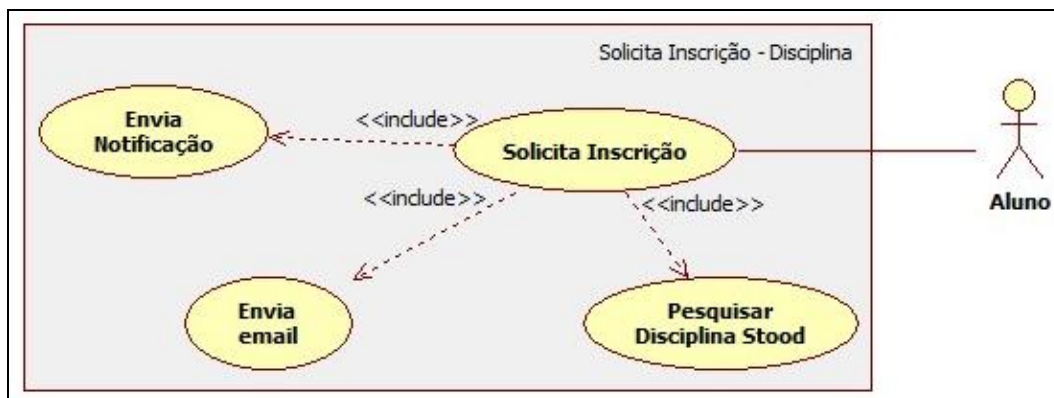 Solicita Inscrição - Disciplina
Envia
Notificação
<<include>>
Solicita Inscrição
Aluno
<<include>>
<<include>>
Envia
email
Pesquisar
Disciplina Stood